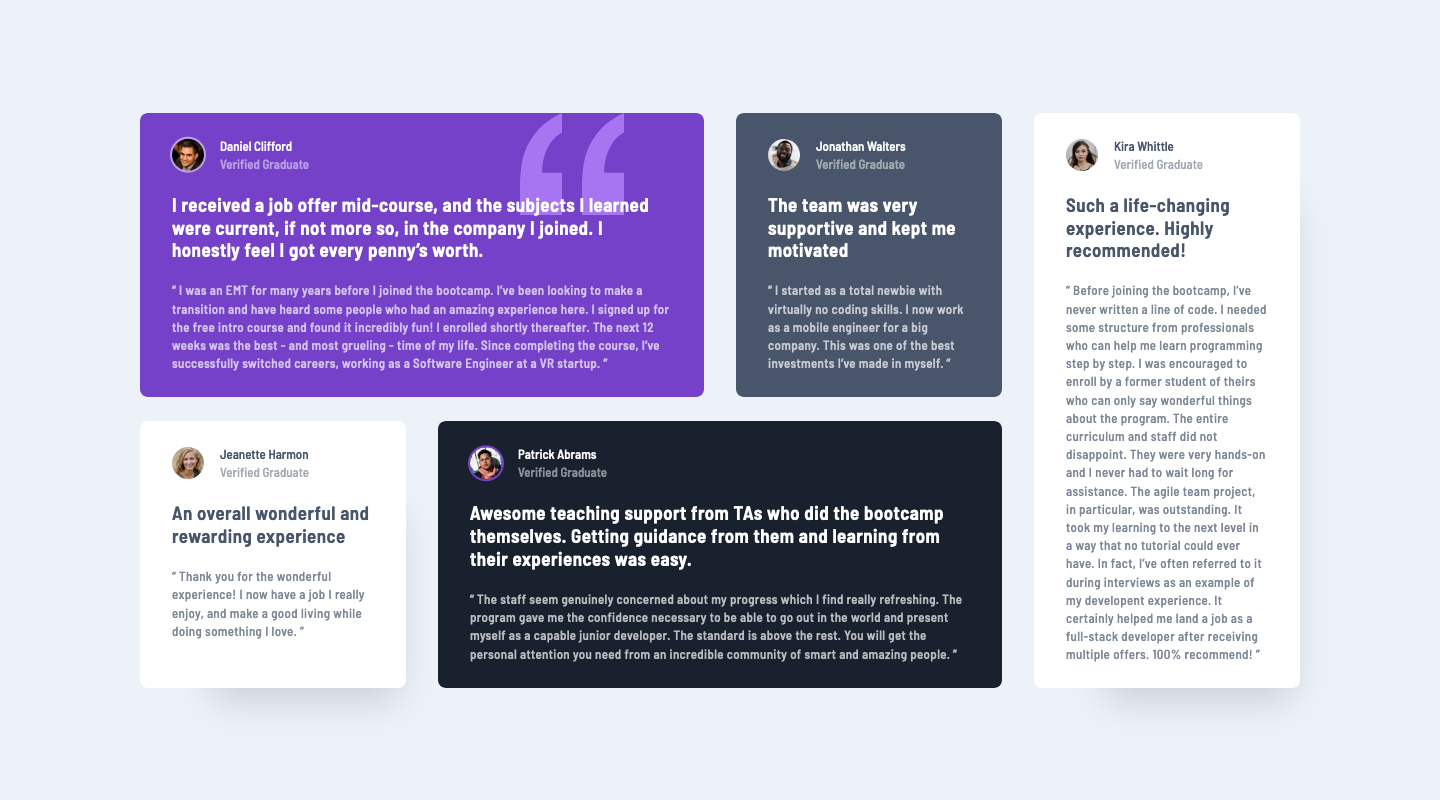 Daniel Clifford
Verified Graduate
I received a job offer mid-course, and the subjects I learned
were current, if not more so, in the company I joined. I
honestly feel I got every penny’s worth.
“ I was an EMT for many years before I joined the bootcamp. I’ve been looking to make a
transition and have heard some people who had an amazing experience here. I signed up for
the free intro course and found it incredibly fun! I enrolled shortly thereafter. The next 12
weeks was the best - and most grueling - time of my life. Since completing the course, I’ve
successfully switched careers, working as a Software Engineer at a VR startup. ”
Jonathan Walters
Verified Graduate
The team was very
supportive and kept me
motivated
“ I started as a total newbie with
virtually no coding skills. I now work
as a mobile engineer for a big
company. This was one of the best
investments I’ve made in myself. ”
Kira Whittle
Verified Graduate
Such a life-changing
experience. Highly
recommended!
“ Before joining the bootcamp, I’ve
never written a line of code. I needed
some structure from professionals
who can help me learn programming
step by step. I was encouraged to
enroll by a former student of theirs
who can only say wonderful things
about the program. The entire
curriculum and staff did not
disappoint. They were very hands-on
and I never had to wait long for
assistance. The agile team project,
in particular, was outstanding. It
took my learning to the next level in
a way that no tutorial could ever
have. In fact, I’ve often referred to it
during interviews as an example of
my developent experience. It
certainly helped me land a job as a
full-stack developer after receiving
multiple offers. 100% recommend! ”
Jeanette Harmon
Verified Graduate
An overall wonderful and
rewarding experience
“ Thank you for the wonderful
experience! I now have a job I really
enjoy, and make a good living while
doing something I love. ”
Patrick Abrams
Verified Graduate
Awesome teaching support from TAs who did the bootcamp
themselves. Getting guidance from them and learning from
their experiences was easy.
“ The staff seem genuinely concerned about my progress which I find really refreshing. The
program gave me the confidence necessary to be able to go out in the world and present
myself as a capable junior developer. The standard is above the rest. You will get the
personal attention you need from an incredible community of smart and amazing people. ”